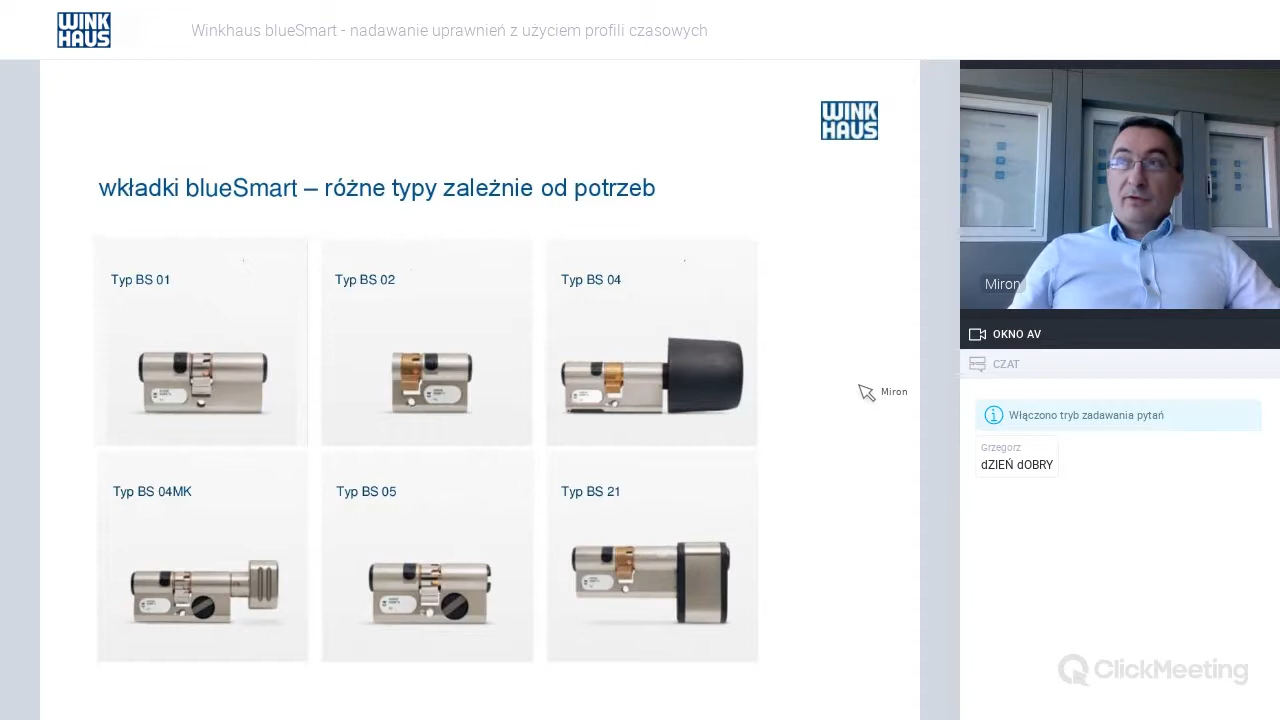 WINK
HAUS
Winkhaus blueSmart - nadawanie uprawnień z użyciem profili czasowych
WINK
HAUS
wkładki blueSmart – różne typy zależnie od potrzeb
Typ BS 01
Typ BS 02
Typ BS 04
Typ BS 04MK
Typ BS 05
Typ BS 21
Miron
Miron
OKNO AV
CZAT
Włączono tryb zadawania pytań
Grzegorz
dZIEŃ dOBRY
ClickMeeting